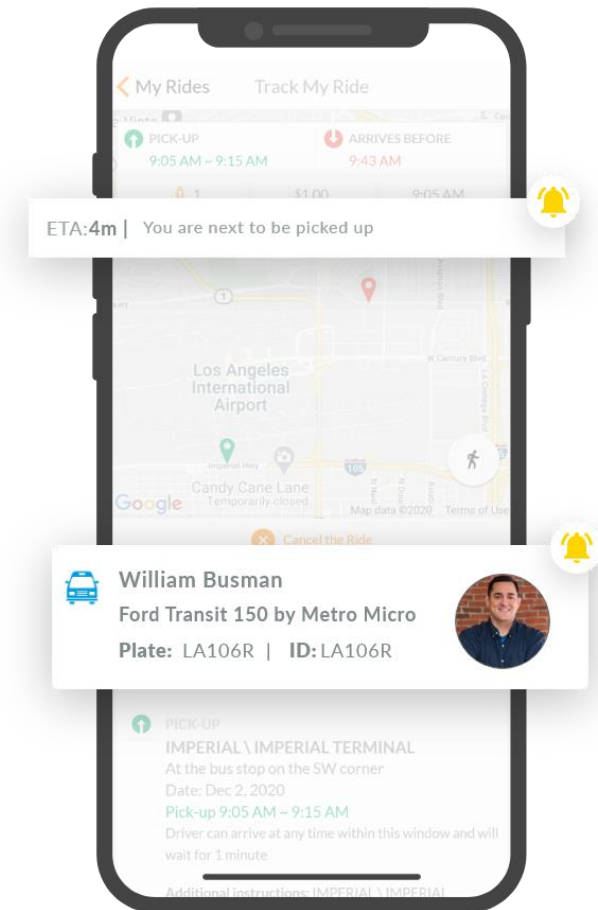 My Rides Track My Ride
PICK-UP ARRIVES BEFORE
9:05 AM ~ 9:15 AM 9:43 AM
1 $1.00 9:05 AM
ETA:4m | You are next to be picked up
1
W Century Blvd
La Cienega Blvd
Los Angeles
International
Airport
Imperial Hwy
105
Candy Cane Lane
Temporarily closed
Google Map data ©2020 Terms of Use
Cancel the Ride
William Busman
Ford Transit 150 by Metro Micro
Plate: LA106R | ID: LA106R
PICK-UP
IMPERIAL \ IMPERIAL TERMINAL
At the bus stop on the SW corner
Date: Dec 2, 2020
Pick-up 9:05 AM ~ 9:15 AM
Driver can arrive at any time within this window and will
wait for 1 minute
Additional instructions: IMPERIAL \ IMPERIAL